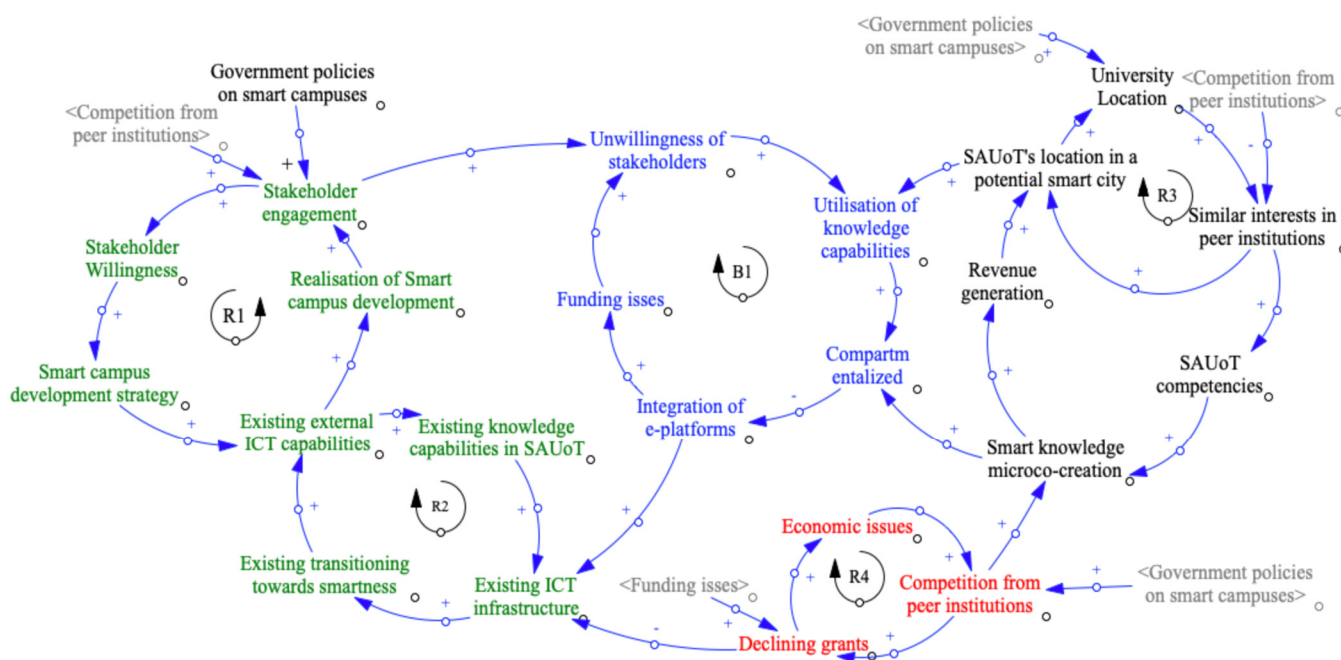 <Government policies
on smart campuses>
Government policies
on smart campuses
University
Location
<Competition from
peer institutions>
<Competition from
peer institutions>
Unwillingness of
stakeholders
SAUoT's location in a
potential smart city
R3
Stakeholder
engagement
Utilisation of
knowledge
capabilities
Similar interests in
peer institutions
Stakeholder
Willingness
Realisation of Smart
campus development
B1
Revenue
generation
R1
Funding isses
Smart campus
development strategy
Compartm
entalized
SAUoT
competencies
Existing external
ICT capabilities
Existing knowledge
capabilities in SAUoT
Integration of
e-platforms
Smart knowledge
microco-creation
R2
Economic issues
Existing transitioning
towards smartness
Existing ICT
infrastructure
<Funding isses>
R4
Competition from
peer institutions
<Government policies
on smart campuses>
Declining grants